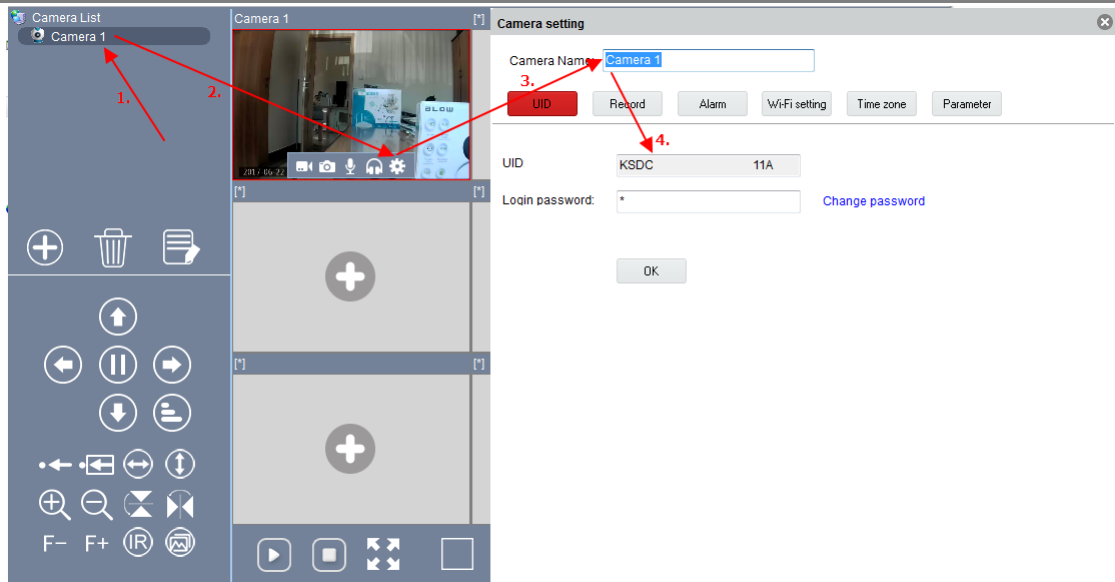 Camera List
Camera 1
1.
2.
Camera 1 [*]
BLOW
2017-06-22
[*] [*]
[*] [*]
F− F+ IR
Camera setting
Camera Name: Camera 1
3.
UID Record Alarm Wi-Fi setting Time zone Parameter
4.
UID KSDC 11A
Login password: * Change password
OK